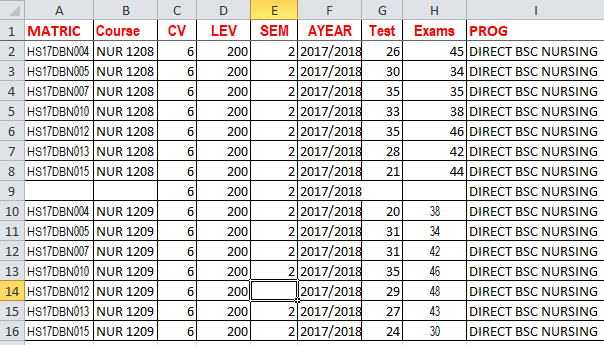 A B C D E F G H I
1 MATRIC Course CV LEV SEM AYEAR Test Exams PROG
2 HS17DBN004 NUR 1208 6 200 2 2017/2018 26 45 DIRECT BSC NURSING
3 HS17DBN005 NUR 1208 6 200 2 2017/2018 30 34 DIRECT BSC NURSING
4 HS17DBN007 NUR 1208 6 200 2 2017/2018 35 35 DIRECT BSC NURSING
5 HS17DBN010 NUR 1208 6 200 2 2017/2018 33 38 DIRECT BSC NURSING
6 HS17DBN012 NUR 1208 6 200 2 2017/2018 35 46 DIRECT BSC NURSING
7 HS17DBN013 NUR 1208 6 200 2 2017/2018 28 42 DIRECT BSC NURSING
8 HS17DBN015 NUR 1208 6 200 2 2017/2018 21 44 DIRECT BSC NURSING
9 6 200 2 2017/2018 DIRECT BSC NURSING
10 HS17DBN004 NUR 1209 6 200 2 2017/2018 20 38 DIRECT BSC NURSING
11 HS17DBN005 NUR 1209 6 200 2 2017/2018 31 34 DIRECT BSC NURSING
12 HS17DBN007 NUR 1209 6 200 2 2017/2018 31 42 DIRECT BSC NURSING
13 HS17DBN010 NUR 1209 6 200 2 2017/2018 35 46 DIRECT BSC NURSING
14 HS17DBN012 NUR 1209 6 200 2017/2018 29 48 DIRECT BSC NURSING
15 HS17DBN013 NUR 1209 6 200 2 2017/2018 27 43 DIRECT BSC NURSING
16 HS17DBN015 NUR 1209 6 200 2 2017/2018 24 30 DIRECT BSC NURSING